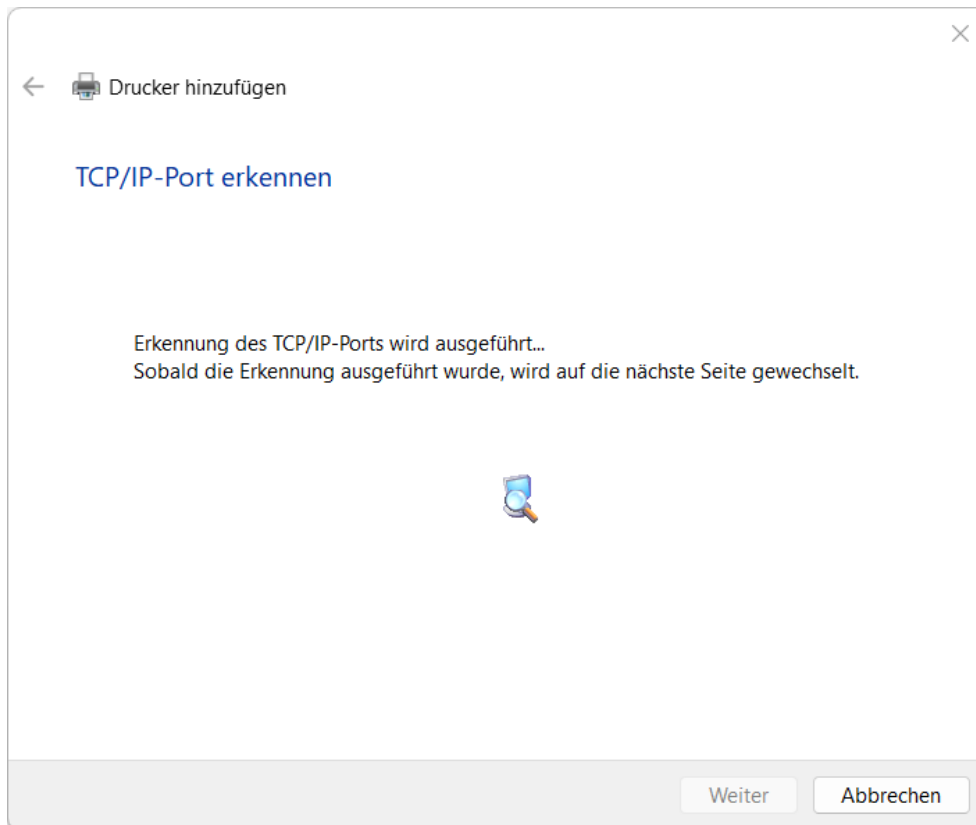 Drucker hinzufügen
TCP/IP-Port erkennen
Erkennung des TCP/IP-Ports wird ausgeführt...
Sobald die Erkennung ausgeführt wurde, wird auf die nächste Seite gewechselt.
Weiter
Abbrechen